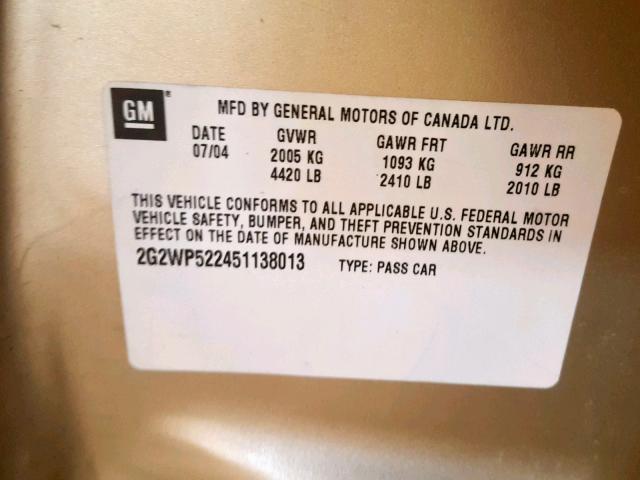 GM® MFD BY GENERAL MOTORS OF CANADA LTD.
DATE GVWR GAWR FRT GAWR RR
07/04 2005 KG 1093 KG 912 KG
4420 LB 2410 LB 2010 LB
THIS VEHICLE CONFORMS TO ALL APPLICABLE U.S. FEDERAL MOTOR
VEHICLE SAFETY, BUMPER, AND THEFT PREVENTION STANDARDS IN
EFFECT ON THE DATE OF MANUFACTURE SHOWN ABOVE.
2G2WP522451138013 TYPE: PASS CAR